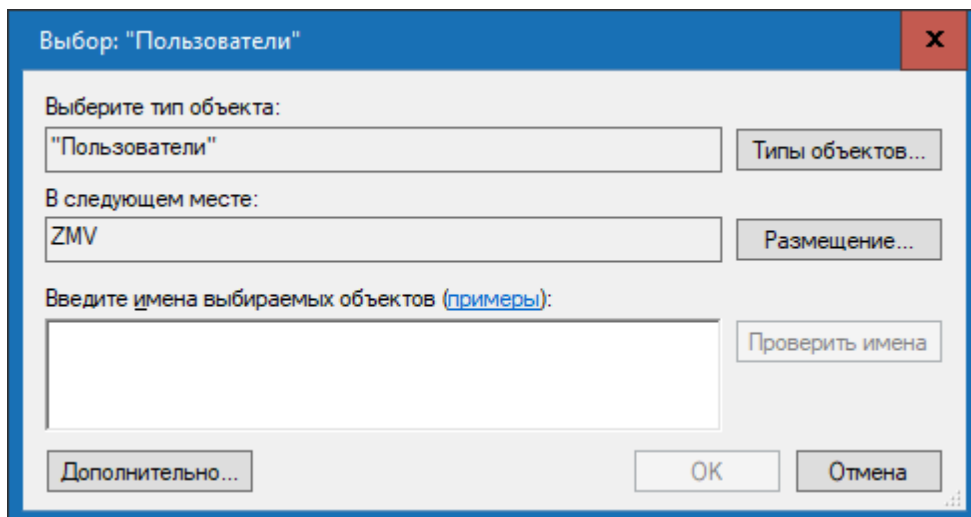 Выбор: "Пользователи"
x
Выберите тип объекта:
"Пользователи"
Типы объектов...
В следующем месте:
ZMV
Размещение...
Введите имена выбираемых объектов (примеры):
Проверить имена
Дополнительно...
OK
Отмена